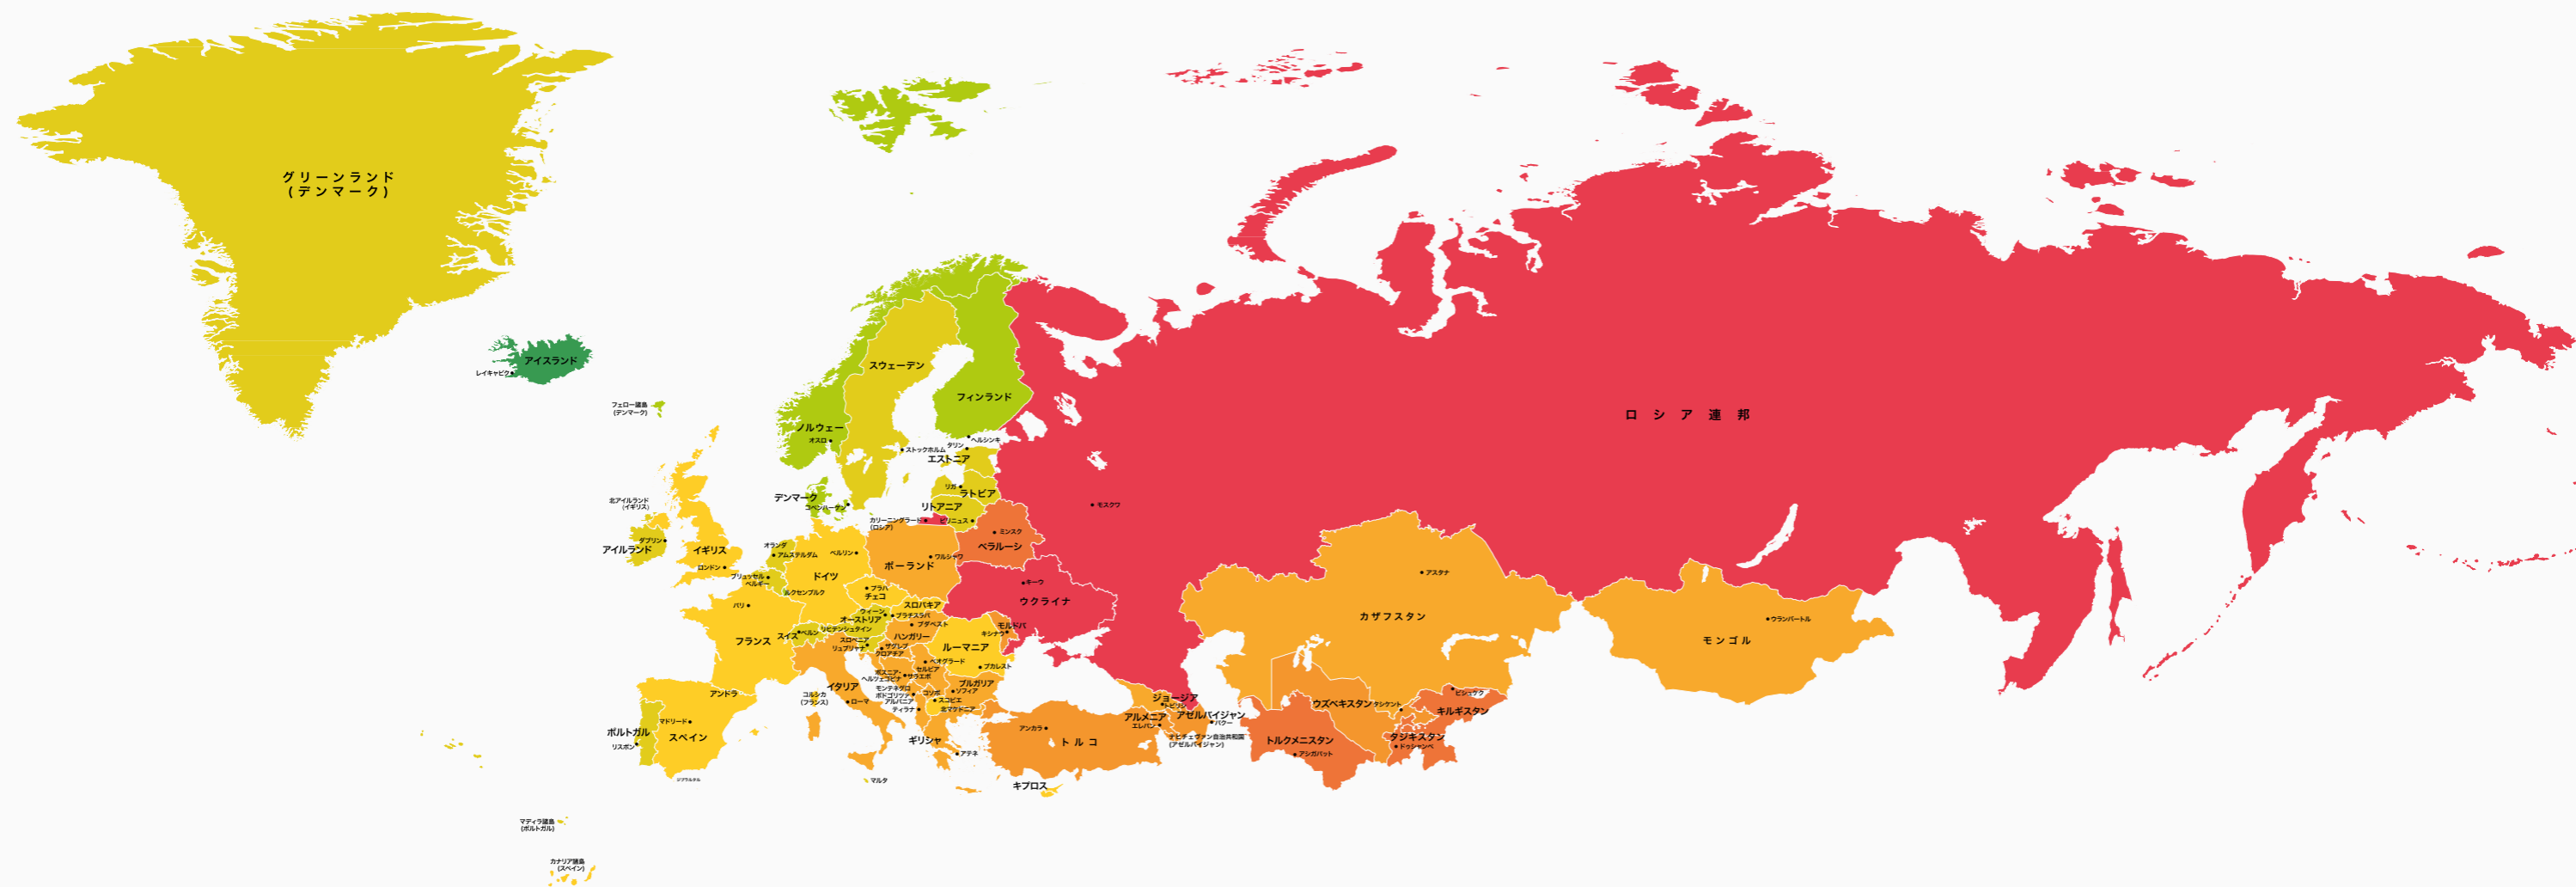 グリーンランド
(デンマーク)
アイスランド
レイキャビク
フェロー諸島
(デンマーク)
スウェーデン
フィンランド
ノルウェー
オスロ
ヘルシンキ
タリン
ストックホルム
エストニア
ロシア連邦
リガ
ラトビア
デンマーク
コペンハーゲン
リトアニア
カリーニングラード
(ロシア)
ビリニュス
モスクワ
北アイルランド
(イギリス)
ダブリン
アイルランド
イギリス
ロンドン
オランダ
アムステルダム
ベルリン
ミンスク
ベラルーシ
ワルシャワ
ポーランド
ブリュッセル
ベルギー
ドイツ
ルクセンブルク
プラハ
チェコ
キーウ
ウクライナ
アスタナ
カザフスタン
ウランバートル
モンゴル
パリ
フランス
スロバキア
ウィーン
ブラチスラバ
オーストリア
リヒテンシュタイン
スイス
ベルン
ブダペスト
ハンガリー
モルドバ
キシナウ
スロベニア
リュブリャナ
ザグレブ
クロアチア
ルーマニア
ベオグラード
セルビア
ブカレスト
ボスニア・
ヘルツェゴビナ
サラエボ
アンドラ
コルシカ
(フランス)
イタリア
ローマ
モンテネグロ
ポドゴリツァ
コソボ
ブルガリア
ソフィア
アルバニア
ティラナ
スコピエ
北マケドニア
ポルトガル
リスボン
マドリード
スペイン
ジブラルタル
ギリシャ
アテネ
マルタ
アンカラ
トルコ
キプロス
ジョージア
トビリシ
アルメニア
エレバン
アゼルバイジャン
バクー
ナヒチェヴァン自治共和国
(アゼルバイジャン)
ウズベキスタン
タシケント
ビシュケク
キルギスタン
トルクメニスタン
アシガバット
タジキスタン
ドゥシャンベ
マディラ諸島
(ポルトガル)
カナリア諸島
(スペイン)